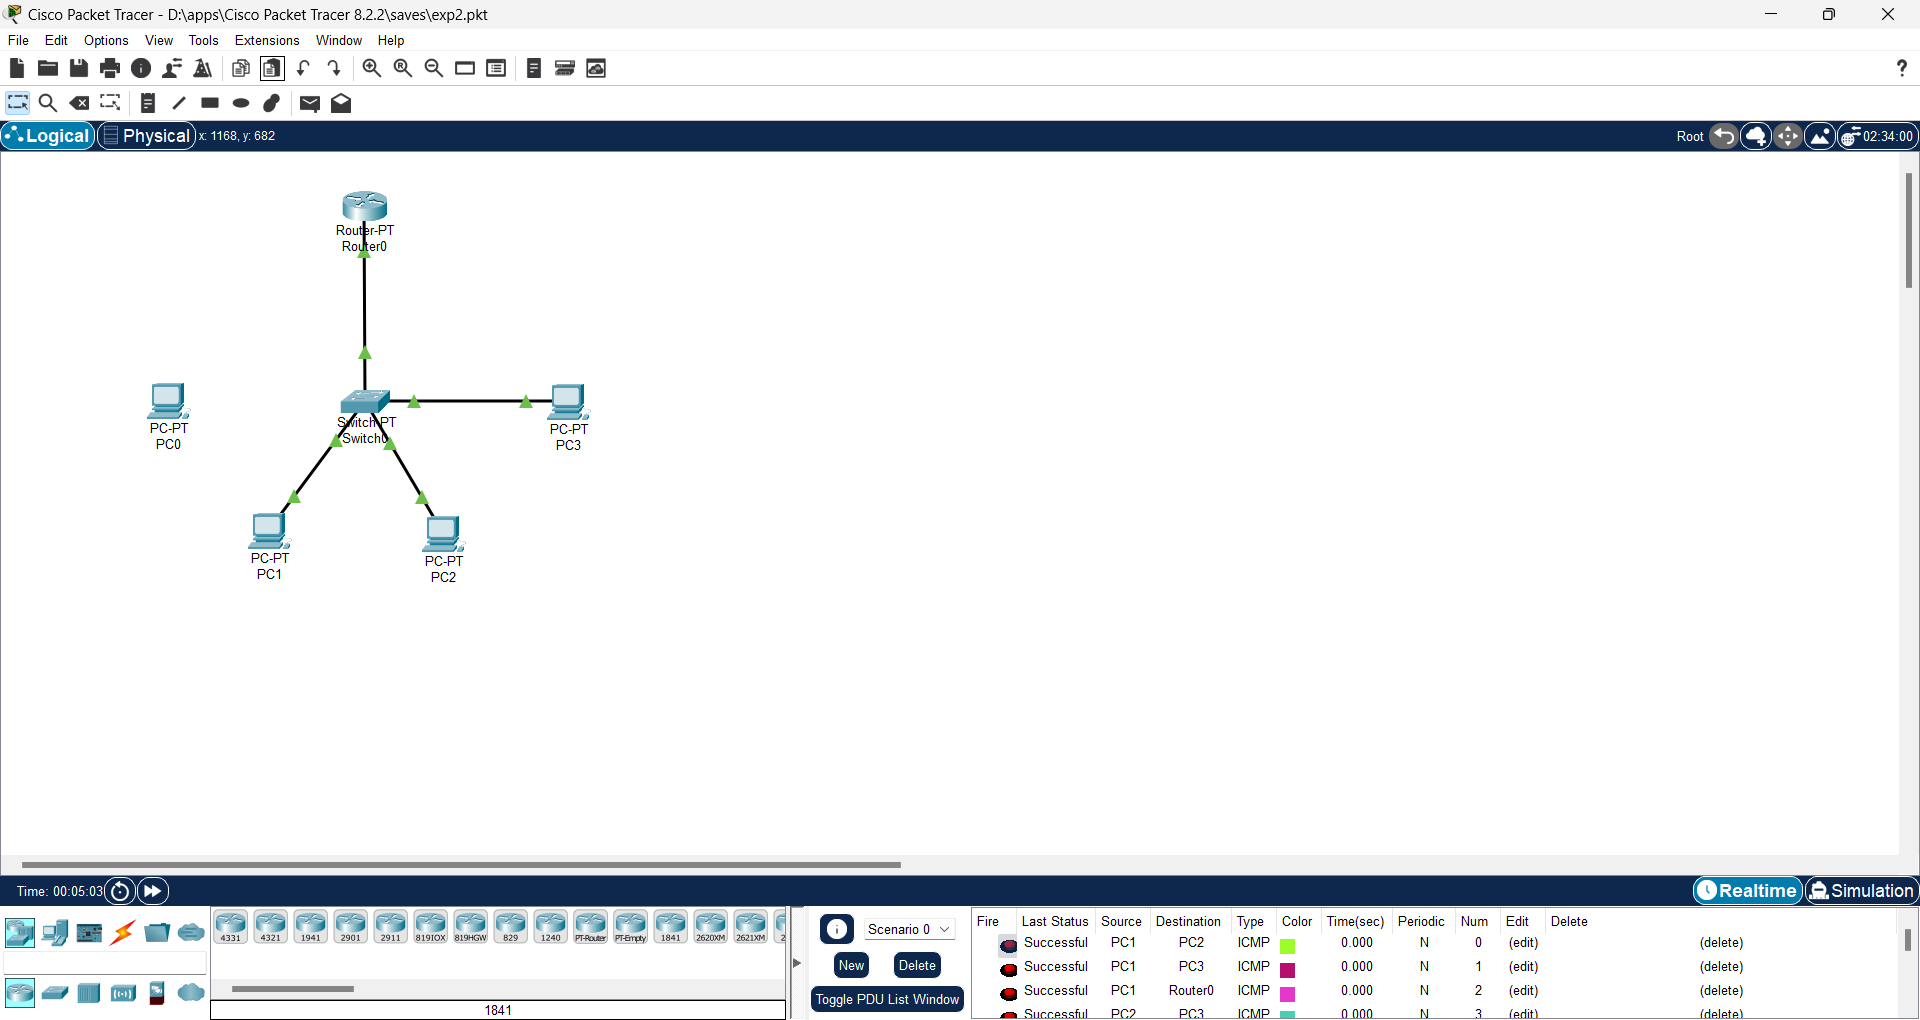 Cisco Packet Tracer - D:\apps\Cisco Packet Tracer 8.2.2\saves\exp2.pkt
File Edit Options View Tools Extensions Window Help
?
Logical Physical x: 1168, y: 682 Root 02:34:00
Router-PT
Router0
PC-PT
PC0
Switch-PT
Switch0
PC-PT
PC3
PC-PT
PC1
PC-PT
PC2
Time: 00:05:03 Realtime Simulation
4331 4321 1941 2901 2911 819IOX 819HGW 829 1240 PT-Router PT-Empty 1841 2620XM 2621XM 2
1841
Scenario 0
New Delete
Toggle PDU List Window
Fire Last Status Source Destination Type Color Time(sec) Periodic Num Edit Delete
Successful PC1 PC2 ICMP 0.000 N 0 (edit) (delete)
Successful PC1 PC3 ICMP 0.000 N 1 (edit) (delete)
Successful PC1 Router0 ICMP 0.000 N 2 (edit) (delete)
Successful PC2 PC3 ICMP 0.000 N 3 (edit) (delete)